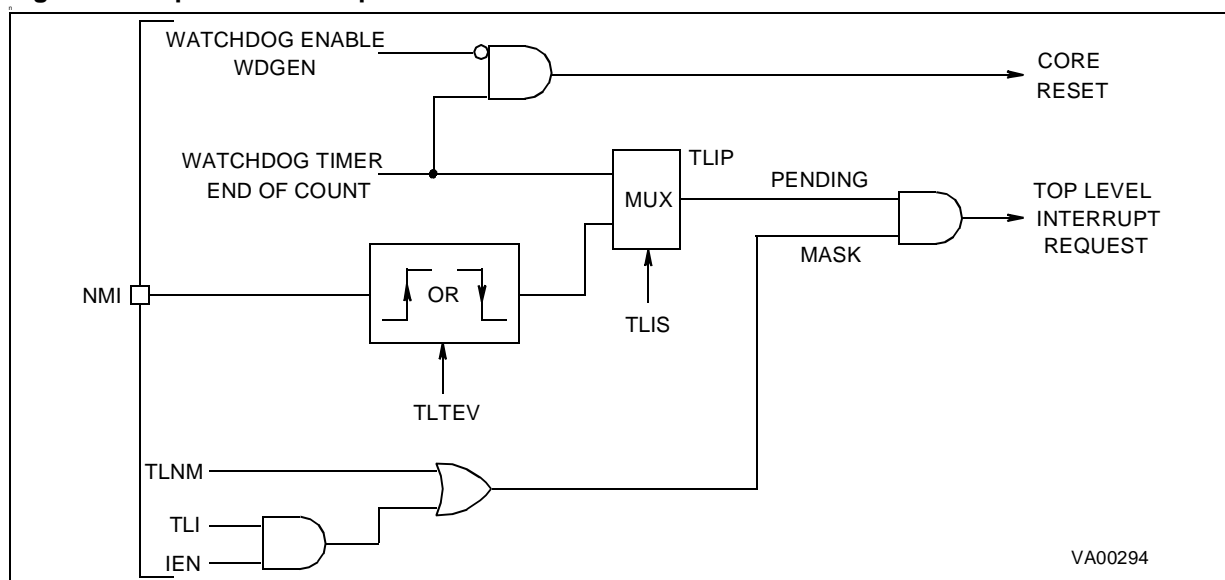 WATCHDOG ENABLE
WDGEN
CORE
RESET
WATCHDOG TIMER
END OF COUNT
TLIP
MUX
PENDING
MASK
TOP LEVEL
INTERRUPT
REQUEST
NMI
OR
TLIS
TLTEV
TLNM
TLI
IEN
VA00294